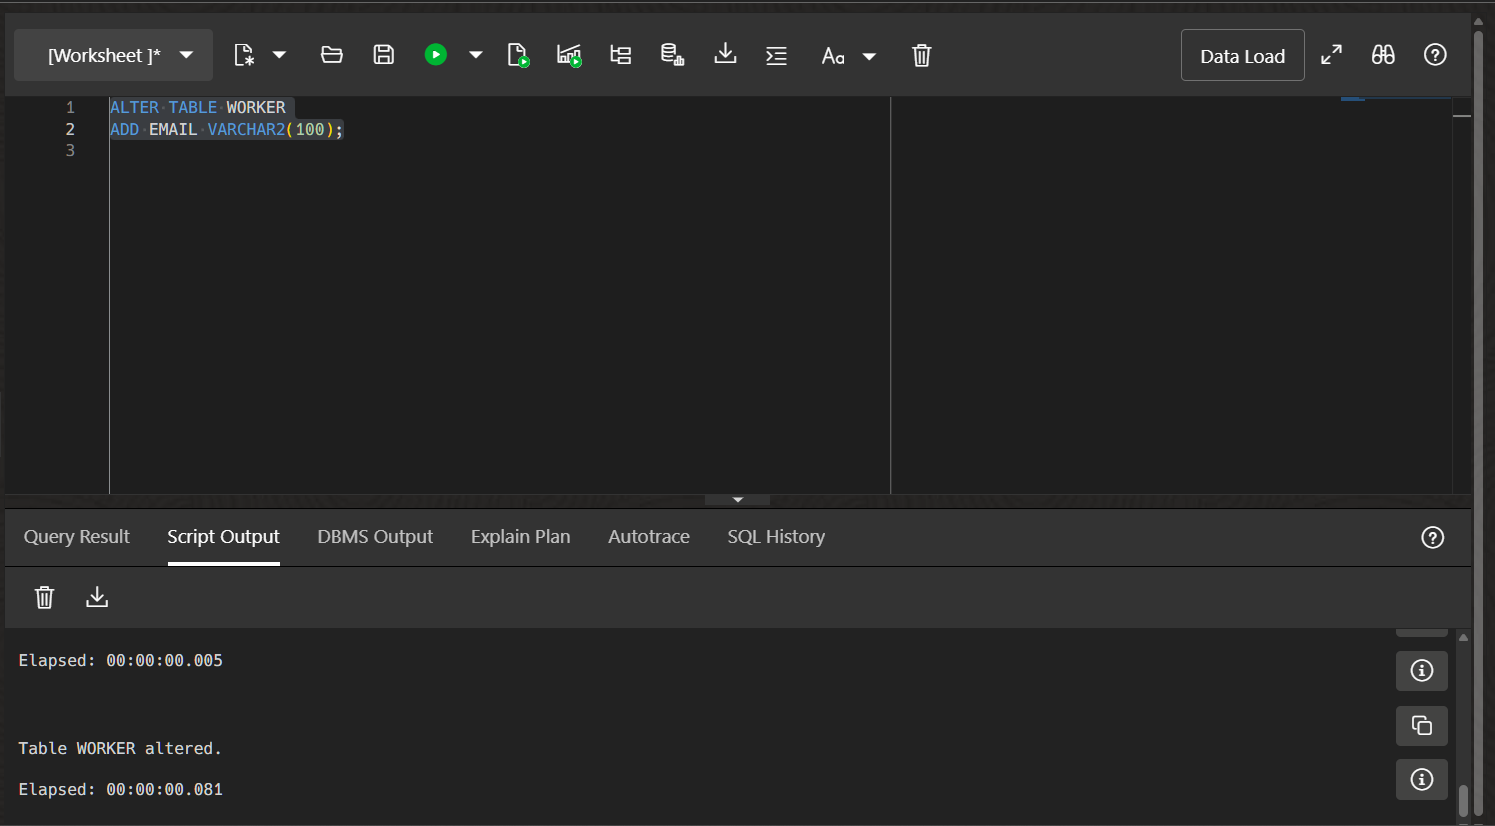 [Worksheet ]*
Aa
Data Load
1 ALTER TABLE WORKER
2 ADD EMAIL VARCHAR2(100);
3
Query Result Script Output DBMS Output Explain Plan Autotrace SQL History
Elapsed: 00:00:00.005
Table WORKER altered.
Elapsed: 00:00:00.081